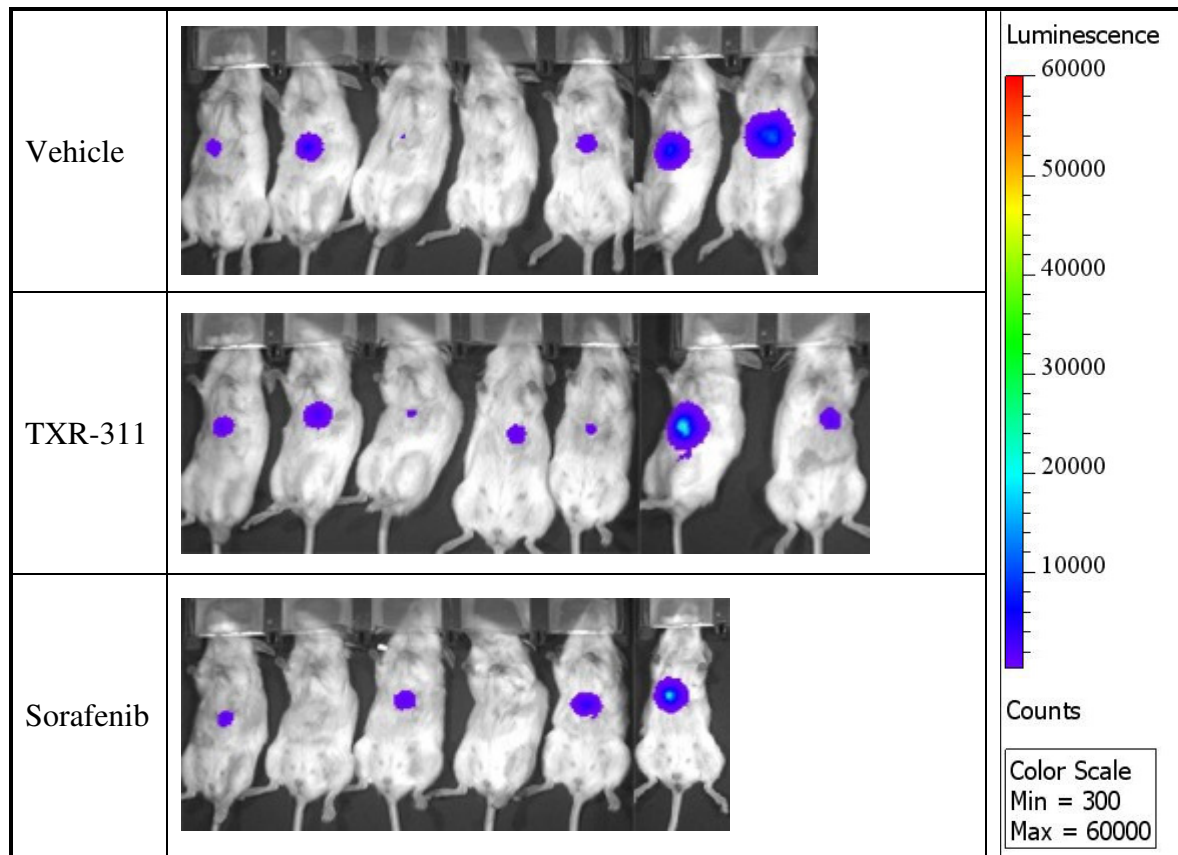 Vehicle
TXR-311
Sorafenib
Luminescence
60000
50000
40000
30000
20000
10000
Counts
Color Scale
Min = 300
Max = 60000